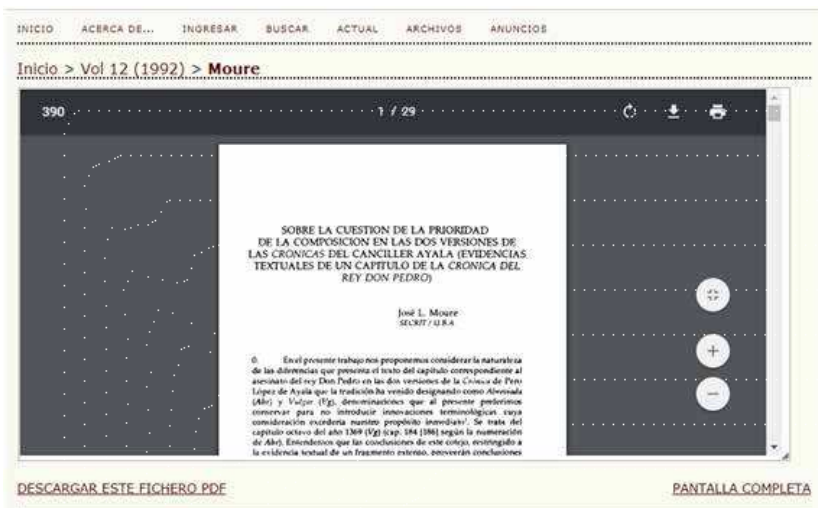 INICIO ACERCA DE... INGRESAR BUSCAR ACTUAL ARCHIVOS ANUNCIOS
Inicio > Vol 12 (1992) > Moure
390 1 / 29
SOBRE LA CUESTION DE LA PRIORIDAD
DE LA COMPOSICION EN LAS DOS VERSIONES DE
LAS CRONICAS DEL CANCILLER AYALA (EVIDENCIAS
TEXTUALES DE UN CAPITULO DE LA CRONICA DEL
REY DON PEDRO)
José L. Moure
SECRIT / U.B.A
0. En el presente trabajo nos proponemos considerar la naturaleza
de las diferencias que presenta el texto del capítulo correspondiente al
asesinato del rey Don Pedro en las dos versiones de la Crónica de Pero
López de Ayala que la tradición ha venido designando como Abreviada
(Abr) y Vulgar (Vg), denominaciones que al presente preferimos
conservar para no introducir innovaciones terminológicas cuya
consideración excedería nuestro propósito inmediato¹. Se trata del
capítulo octavo del año 1369 (Vg) (cap. 184 [186] según la numeración
de Abr). Entendemos que las conclusiones de este cotejo, restringido a
la evidencia textual de un fragmento extenso, proveerán conclusiones
DESCARGAR ESTE FICHERO PDF PANTALLA COMPLETA